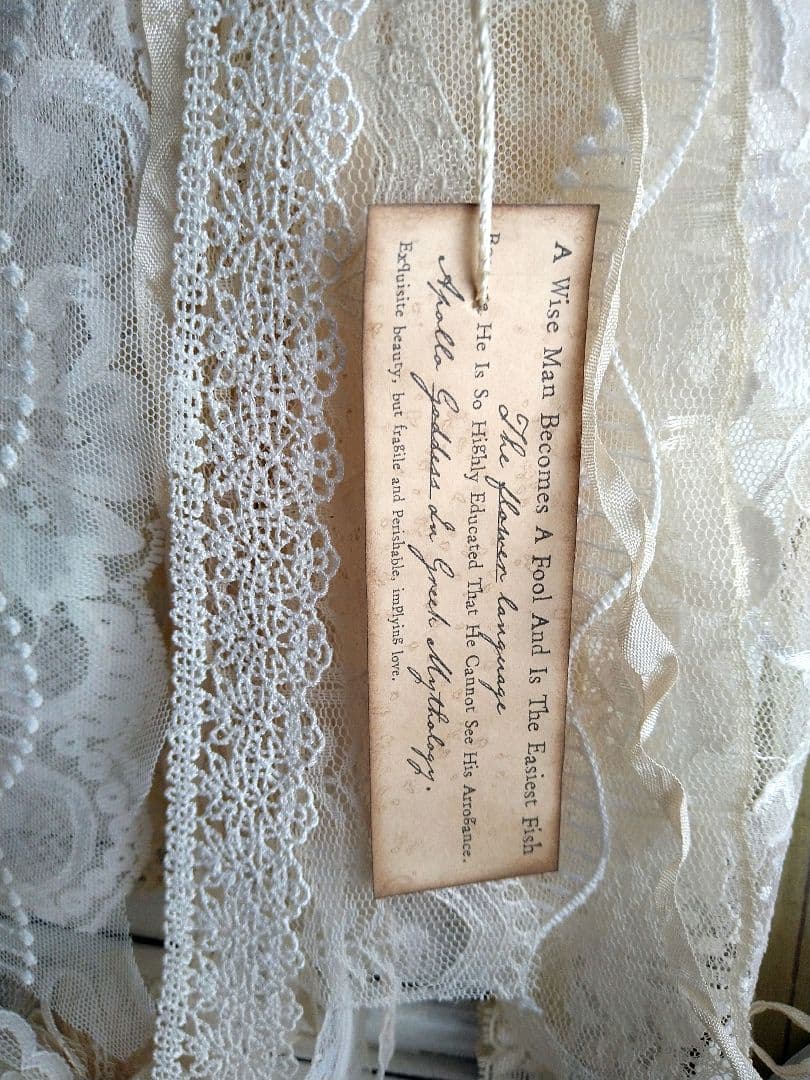 A Wise Man Becomes A Fool And Is The Easiest Fish
The flower language
He Is So Highly Educated That He Cannot See His Arrogance.
Apollo Goddess In Greek Mythology.
Exquisite beauty, but fragile and Perishable, implying love.